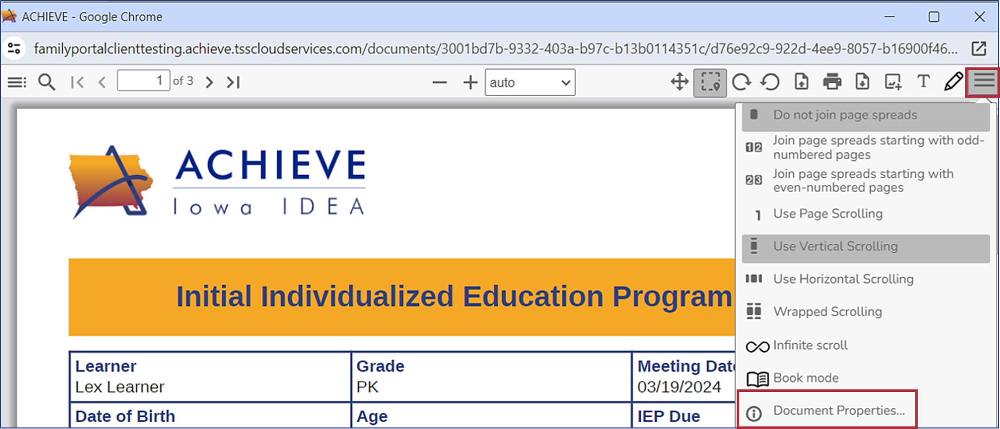 ACHIEVE - Google Chrome
familyportalclienttesting.achieve.tsscloudservices.com/documents/3001bd7b-9332-403a-b97c-b13b0114351c/d76e92c9-922d-4ee9-8057-b16900f46...
1 of 3
auto
T
Do not join page spreads
12 Join page spreads starting with odd-
numbered pages
23 Join page spreads starting with
even-numbered pages
1 Use Page Scrolling
Use Vertical Scrolling
Use Horizontal Scrolling
Wrapped Scrolling
Infinite scroll
Book mode
Document Properties...
ACHIEVE
Iowa IDEA
Initial Individualized Education Program
Learner Grade Meeting Date
Lex Learner PK 03/19/2024
Date of Birth Age IEP Due